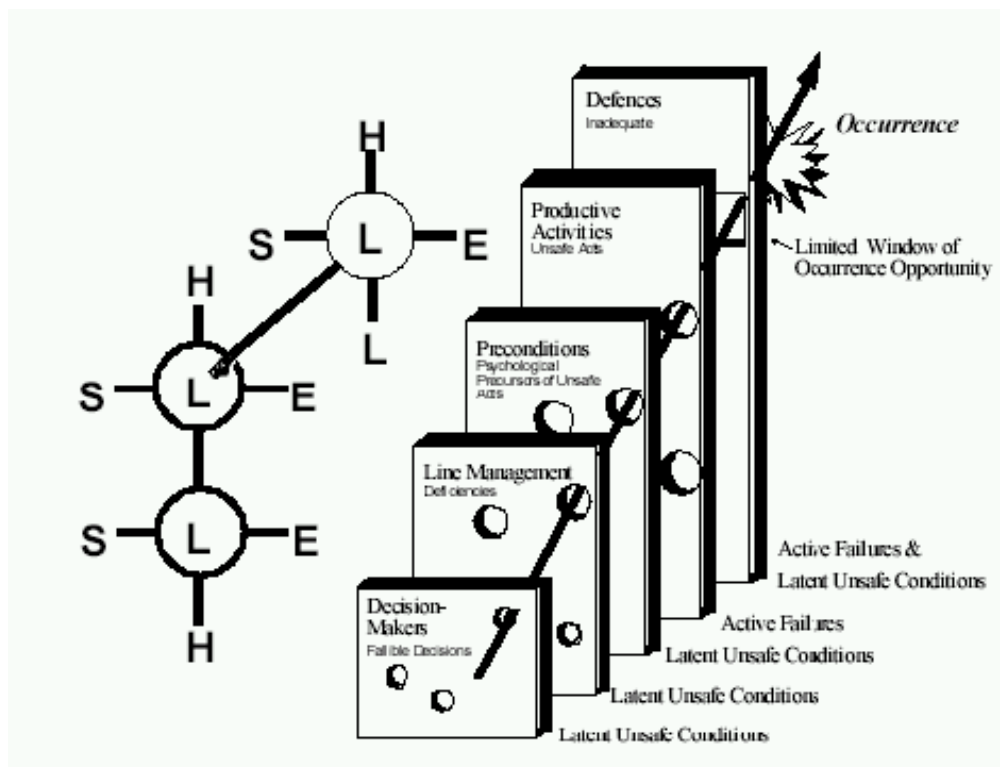 H
S L E
L
H
S L E
S L E
H
Defences
Inadequate
Occurrence
Productive
Activities
Unsafe Acts
Limited Window of
Occurrence Opportunity
Preconditions
Psychological
Precursors of Unsafe
Acts
Line Management
Deficiencies
Decision-
Makers
Fallible Decisions
Active Failures &
Latent Unsafe Conditions
Active Failures
Latent Unsafe Conditions
Latent Unsafe Conditions
Latent Unsafe Conditions